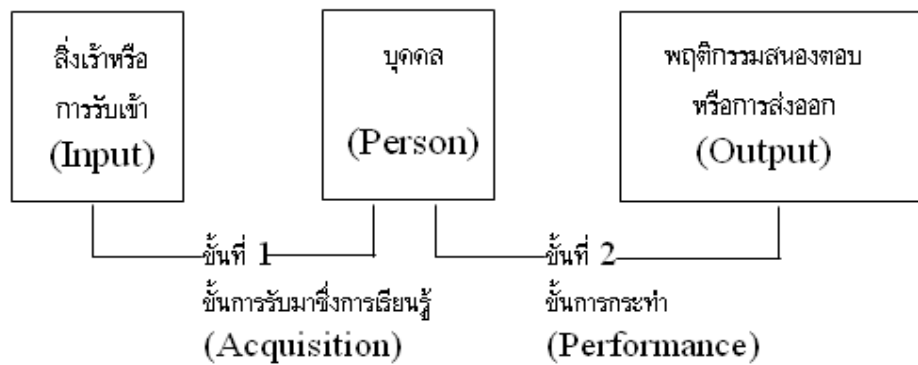 สิ่งเร้าหรือ
การรับเข้า
(Input)
บุคคล
(Person)
พฤติกรรมสนองตอบ
หรือการส่งออก
(Output)
ขั้นที่ 1
ขั้นการรับมาซึ่งการเรียนรู้
(Acquisition)
ขั้นที่ 2
ขั้นการกระทำ
(Performance)